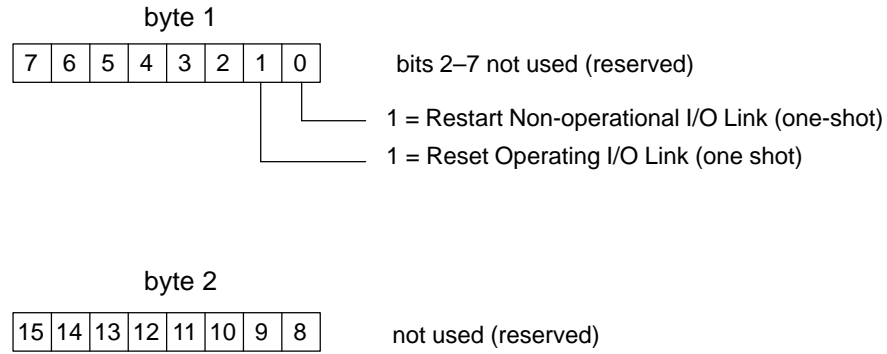 byte 1
7 6 5 4 3 2 1 0 bits 2–7 not used (reserved)
1 = Restart Non-operational I/O Link (one-shot)
1 = Reset Operating I/O Link (one shot)
byte 2
15 14 13 12 11 10 9 8 not used (reserved)